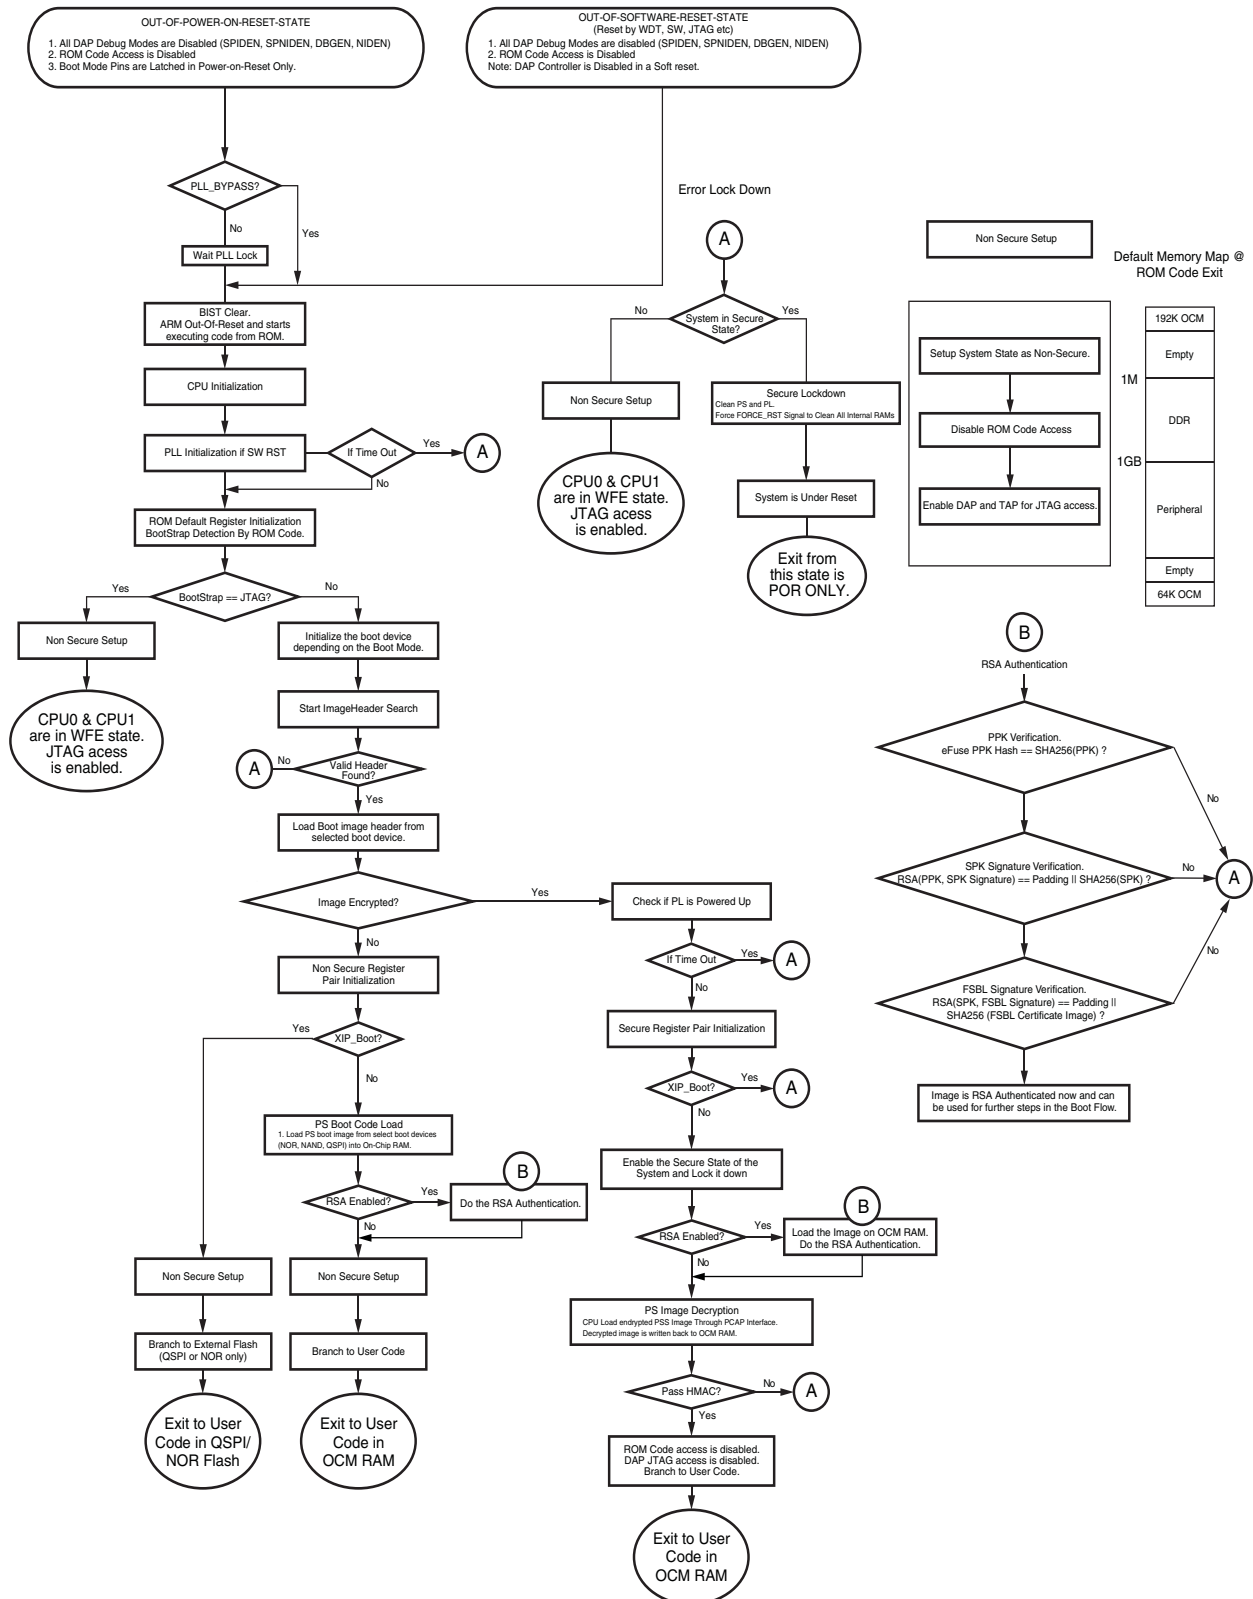 OUT-OF-POWER-ON-RESET-STATE
1. All DAP Debug Modes are Disabled (SPIDEN, SPNIDEN, DBGEN, NIDEN)
2. ROM Code Access is Disabled
3. Boot Mode Pins are Latched in Power-on-Reset Only.
OUT-OF-SOFTWARE-RESET-STATE
(Reset by WDT, SW, JTAG etc)
1. All DAP Debug Modes are disabled (SPIDEN, SPNIDEN, DBGEN, NIDEN)
2. ROM Code Access is Disabled
Note: DAP Controller is Disabled in a Soft reset.
PLL_BYPASS?
No
Yes
Wait PLL Lock
BIST Clear.
ARM Out-Of-Reset and starts
executing code from ROM.
CPU Initialization
PLL Initialization if SW RST
If Time Out
Yes
A
No
ROM Default Register Initialization
BootStrap Detection By ROM Code.
BootStrap == JTAG?
Yes
No
Non Secure Setup
CPU0 & CPU1
are in WFE state.
JTAG acess
is enabled.
Initialize the boot device
depending on the Boot Mode.
Start ImageHeader Search
Valid Header
Found?
No
A
Yes
Load Boot image header from
selected boot device.
Image Encrypted?
Yes
No
Non Secure Register
Pair Initialization
XIP_Boot?
Yes
No
PS Boot Code Load
1. Load PS boot image from select boot devices
(NOR, NAND, QSPI) into On-Chip RAM.
RSA Enabled?
Yes
B
Do the RSA Authentication.
No
Non Secure Setup
Non Secure Setup
Branch to External Flash
(QSPI or NOR only)
Branch to User Code
Exit to User
Code in QSPI/
NOR Flash
Exit to User
Code in
OCM RAM
Check if PL is Powered Up
If Time Out
Yes
A
No
Secure Register Pair Initialization
XIP_Boot?
Yes
A
No
Enable the Secure State of the
System and Lock it down
RSA Enabled?
Yes
B
Load the Image on OCM RAM.
Do the RSA Authentication.
No
PS Image Decryption
CPU Load endrypted PSS Image Through PCAP Interface.
Decrypted image is written back to OCM RAM.
Pass HMAC?
No
A
Yes
ROM Code access is disabled.
DAP JTAG access is disabled.
Branch to User Code.
Exit to User
Code in
OCM RAM
Error Lock Down
A
System in Secure
State?
No
Yes
Non Secure Setup
CPU0 & CPU1
are in WFE state.
JTAG acess
is enabled.
Secure Lockdown
Clean PS and PL.
Force FORCE_RST Signal to Clean All Internal RAMs
System is Under Reset
Exit from
this state is
POR ONLY.
Non Secure Setup
Setup System State as Non-Secure.
Disable ROM Code Access
Enable DAP and TAP for JTAG access.
Default Memory Map @
ROM Code Exit
192K OCM
Empty
1M
DDR
1GB
Peripheral
Empty
64K OCM
B
RSA Authentication
PPK Verification.
eFuse PPK Hash == SHA256(PPK) ?
No
SPK Signature Verification.
RSA(PPK, SPK Signature) == Padding || SHA256(SPK) ?
No
A
FSBL Signature Verification.
RSA(SPK, FSBL Signature) == Padding ||
SHA256 (FSBL Certificate Image) ?
No
Image is RSA Authenticated now and can
be used for further steps in the Boot Flow.